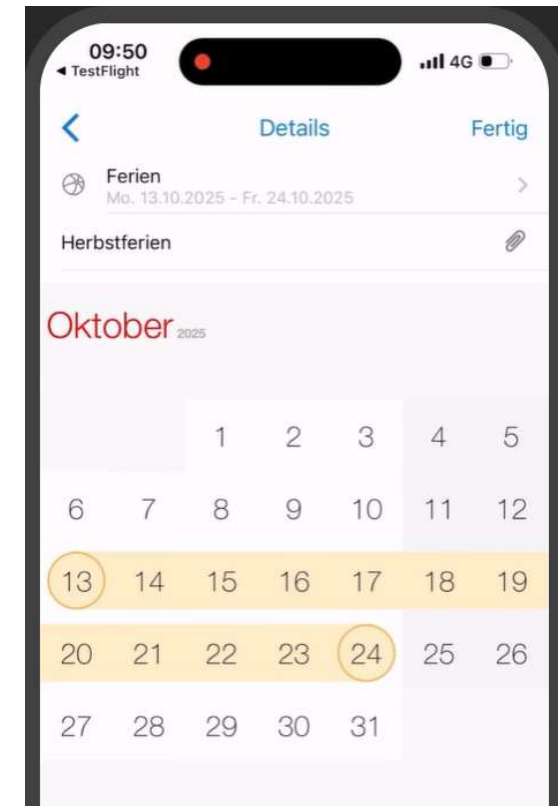 09:50
◀ TestFlight
4G
Details
Fertig
Ferien
Mo. 13.10.2025 - Fr. 24.10.2025
Herbstferien
Oktober 2025
1 2 3 4 5
6 7 8 9 10 11 12
13 14 15 16 17 18 19
20 21 22 23 24 25 26
27 28 29 30 31